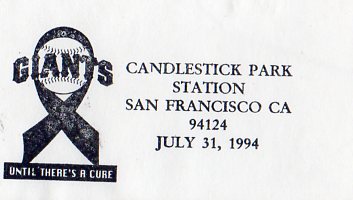 GIANTS
UNTIL THERE'S A CURE
CANDLESTICK PARK
STATION
SAN FRANCISCO CA
94124
JULY 31, 1994